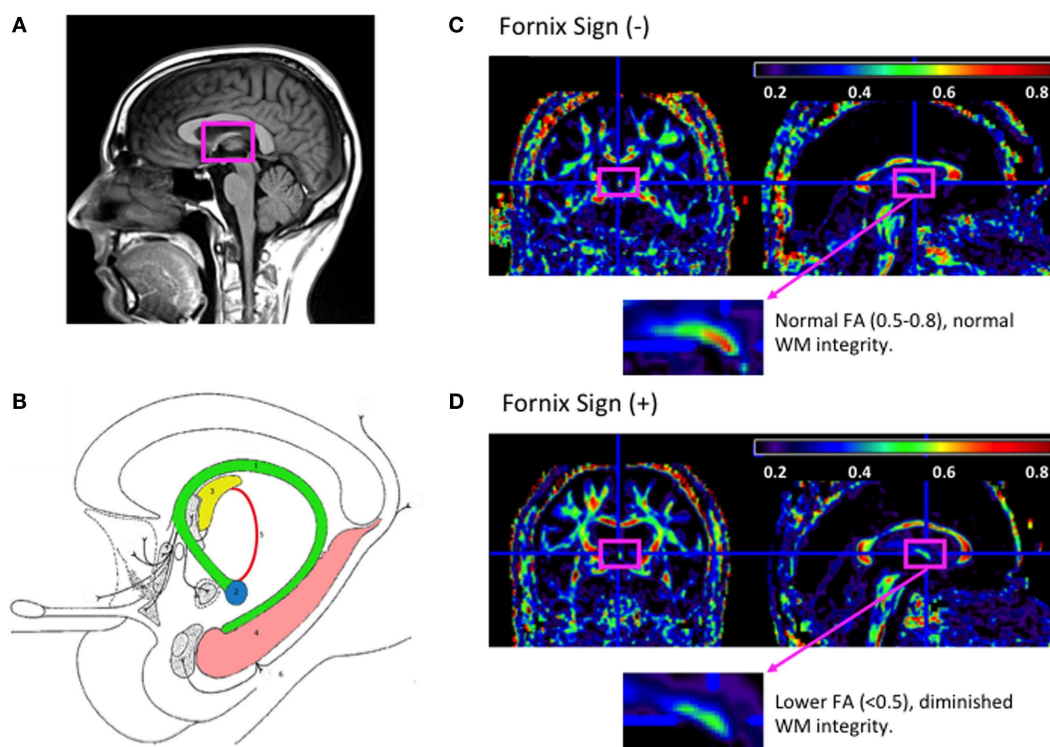 A
B
1
3
5
2
4
6
C
Fornix Sign (-)
0.2 0.4 0.6 0.8
Normal FA (0.5-0.8), normal
WM integrity.
D
Fornix Sign (+)
0.2 0.4 0.6 0.8
Lower FA (<0.5), diminished
WM integrity.